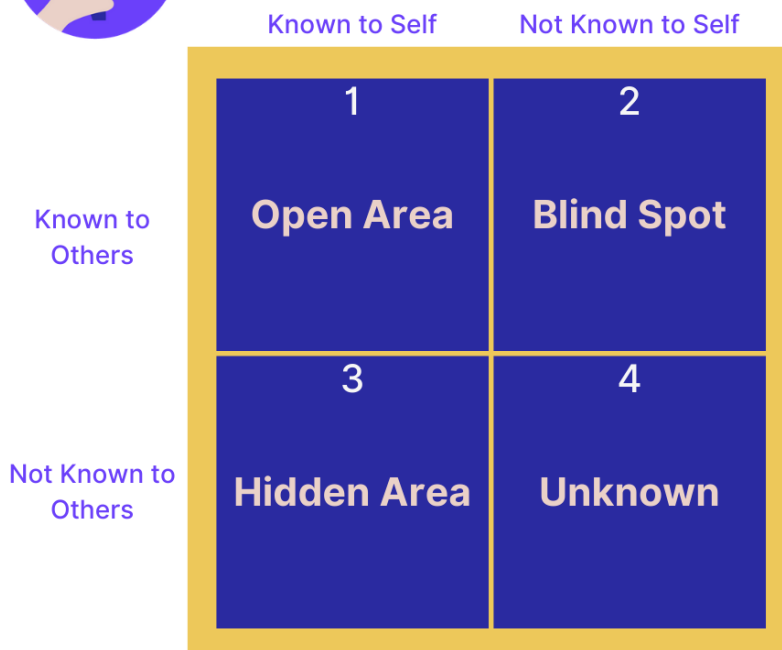 Known to Self
Not Known to Self
Known to
Others
1
Open Area
2
Blind Spot
Not Known to
Others
3
Hidden Area
4
Unknown